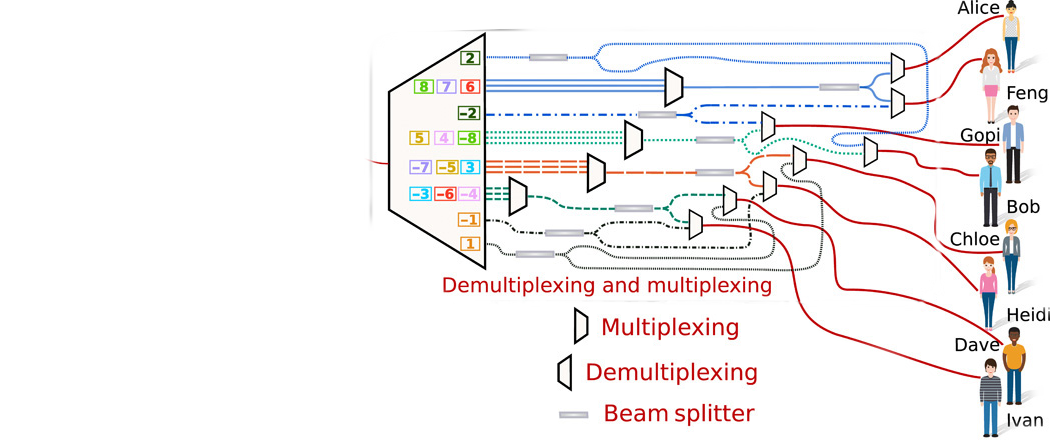 Alice
2
8 7 6
Feng
−2
5 4 −8
Gopi
−7 −5 3
−3 −6 −4
Bob
−1
1
Chloe
Demultiplexing and multiplexing
Heidi
Multiplexing
Dave
Demultiplexing
Beam splitter
Ivan